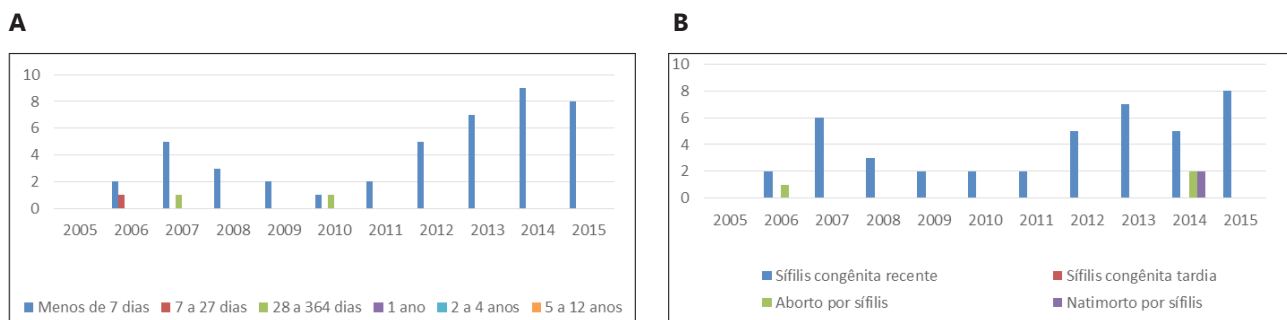 A
10
8
6
4
2
0
2005 2006 2007 2008 2009 2010 2011 2012 2013 2014 2015
Menos de 7 dias 7 a 27 dias 28 a 364 dias 1 ano 2 a 4 anos 5 a 12 anos
B
10
8
6
4
2
0
2005 2006 2007 2008 2009 2010 2011 2012 2013 2014 2015
Sífilis congênita recente Sífilis congênita tardia
Aborto por sífilis Natimorto por sífilis